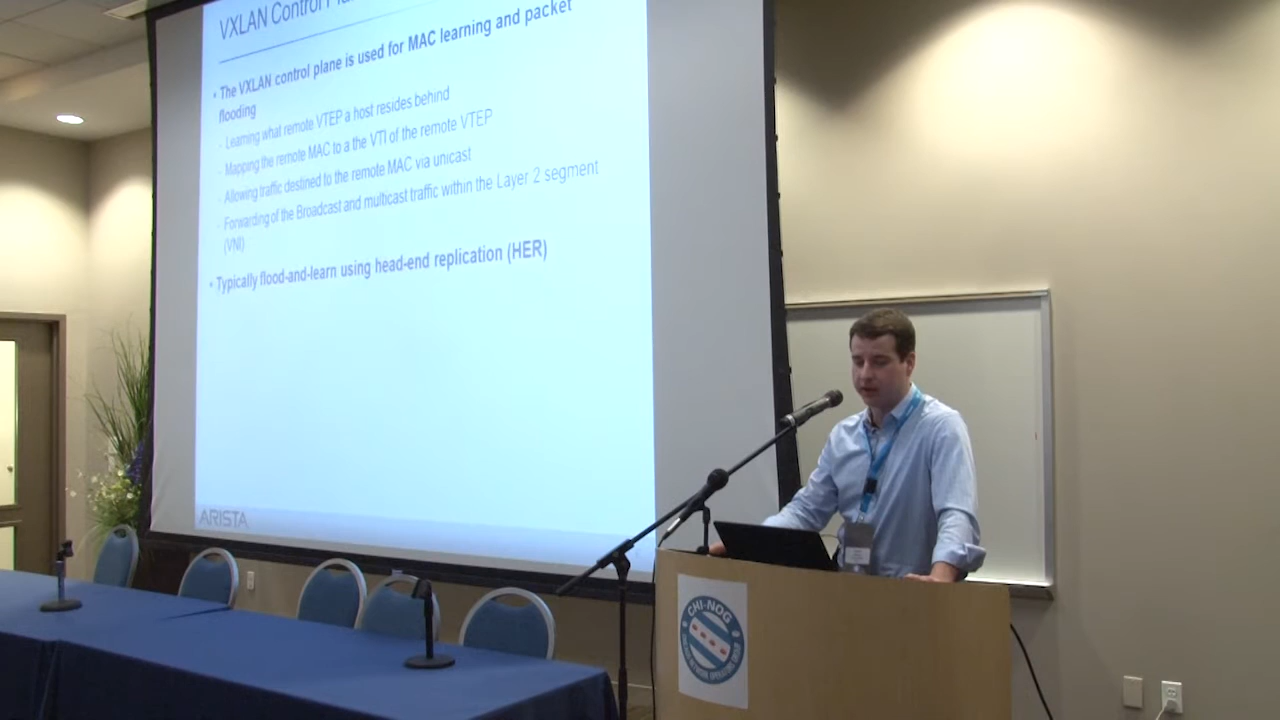 VXLAN Control
• The VXLAN control plane is used for MAC learning and packet
flooding
- Learning what remote VTEP a host resides behind
- Mapping the remote MAC to a the VTI of the remote VTEP
- Allowing traffic destined to the remote MAC via unicast
- Forwarding of the Broadcast and multicast traffic within the Layer 2 segment
(VNI)
• Typically flood-and-learn using head-end replication (HER)
ARISTA
CHI-NOG